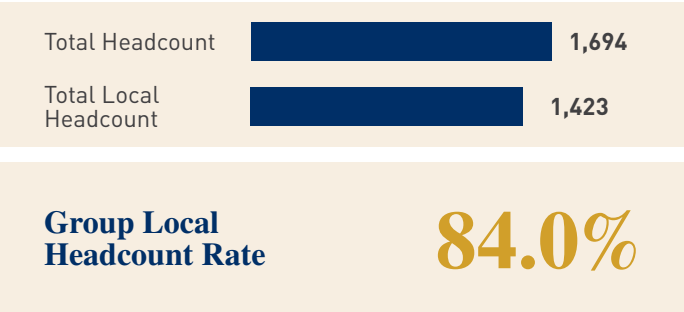 Total Headcount 1,694
Total Local
Headcount
1,423
Group Local
Headcount Rate
84.0%